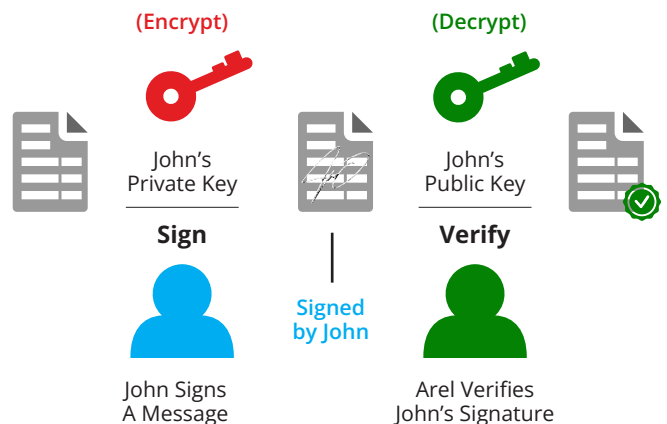 (Encrypt)
(Decrypt)
John's
Private Key
John's
Public Key
Sign
Verify
Signed
by John
John Signs
A Message
Arel Verifies
John's Signature